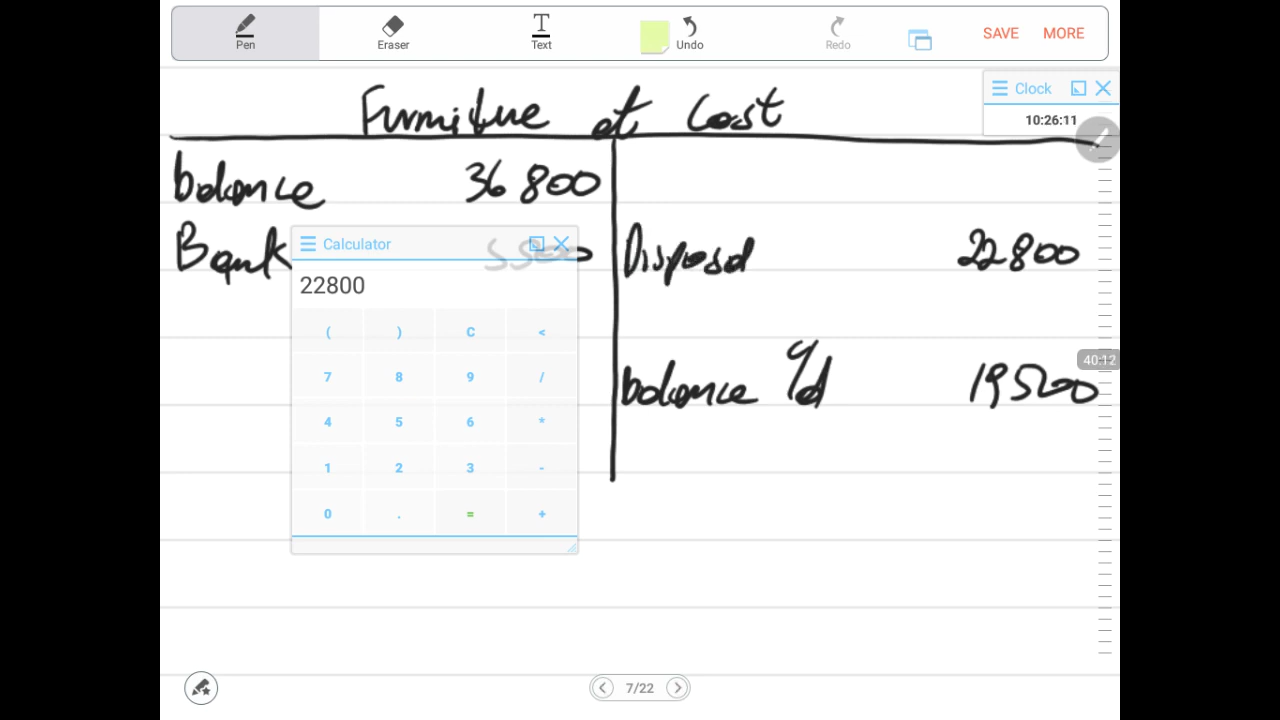 Pen Eraser T Text Undo Redo SAVE MORE
Clock
10:26:11
Furniture at Cost
balance 36 800
Bank 5500 Disposal 22800
Calculator
22800
( ) C <
7 8 9 /
4 5 6 *
1 2 3 -
0 . = +
balance c/d 19500
40:12
7/22